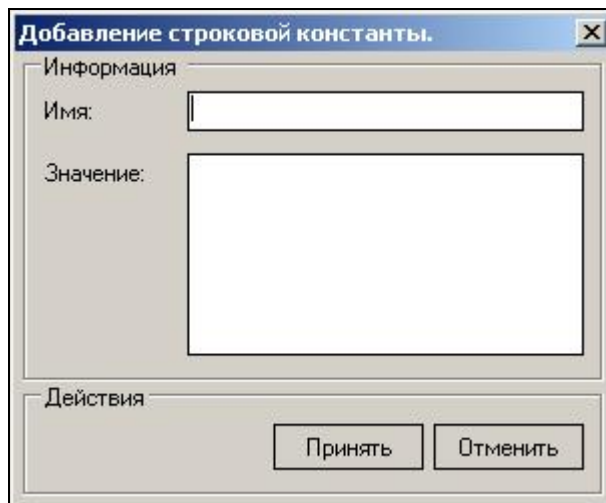 Добавление строковой константы.
Информация
Имя:
Значение:
Действия
Принять Отменить